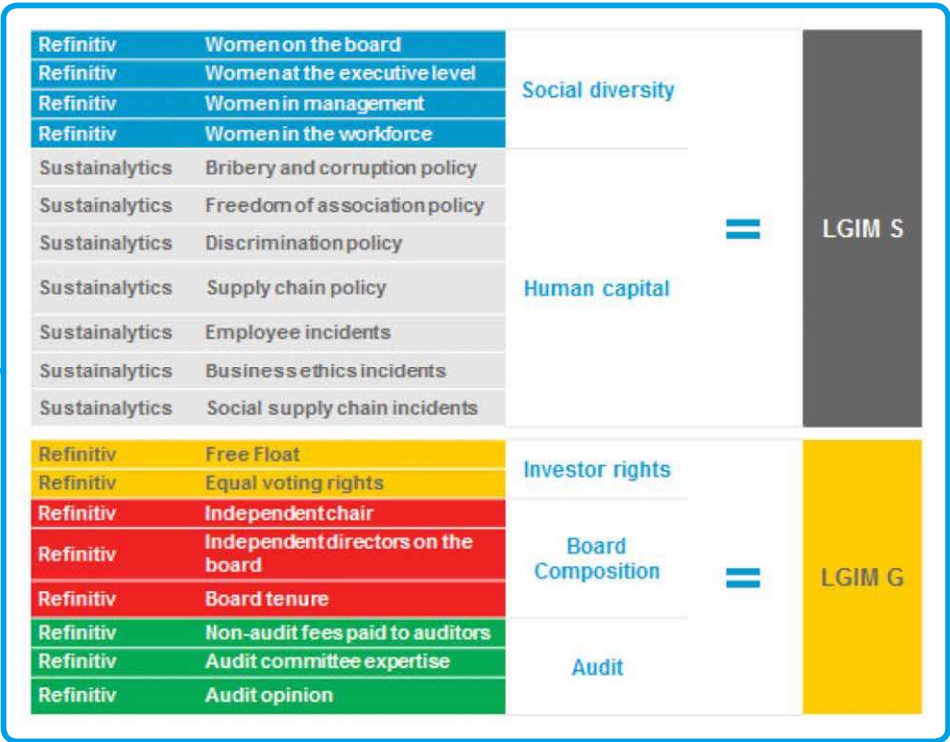 Refinitiv Women on the board
Refinitiv Women at the executive level
Refinitiv Women in management
Refinitiv Women in the workforce
Social diversity
Sustainalytics Bribery and corruption policy
Sustainalytics Freedom of association policy
Sustainalytics Discrimination policy
Sustainalytics Supply chain policy
Sustainalytics Employee incidents
Sustainalytics Business ethics incidents
Sustainalytics Social supply chain incidents
Human capital
=
LGIM S
Refinitiv Free Float
Refinitiv Equal voting rights
Investor rights
Refinitiv Independent chair
Refinitiv Independent directors on the
board
Refinitiv Board tenure
Board
Composition
Refinitiv Non-audit fees paid to auditors
Refinitiv Audit committee expertise
Refinitiv Audit opinion
Audit
=
LGIM G